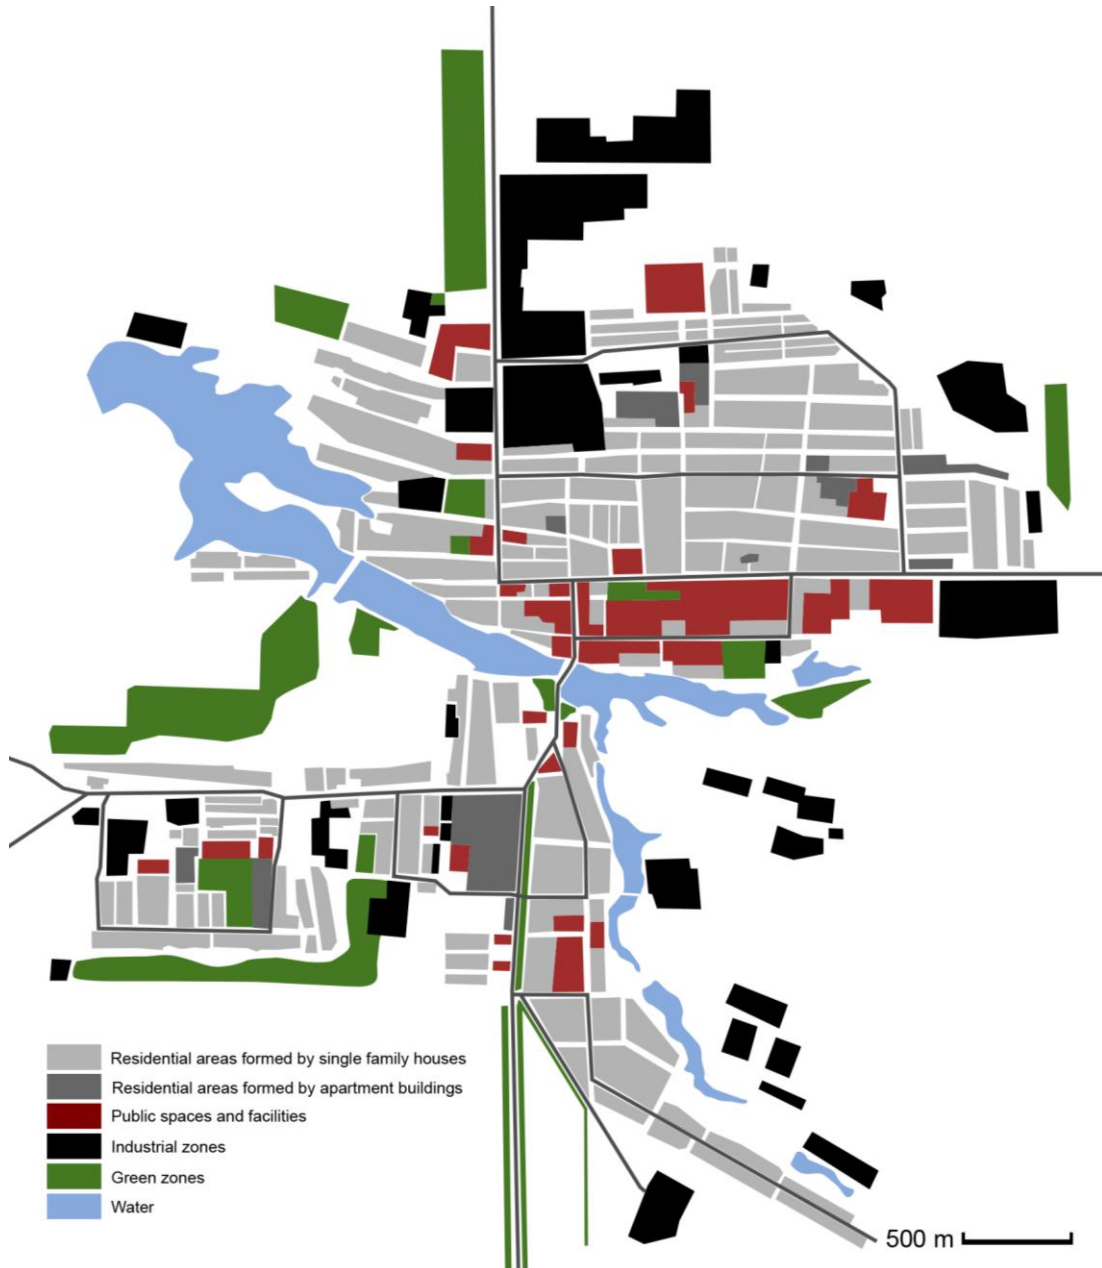 Residential areas formed by single family houses
Residential areas formed by apartment buildings
Public spaces and facilities
Industrial zones
Green zones
Water
500 m